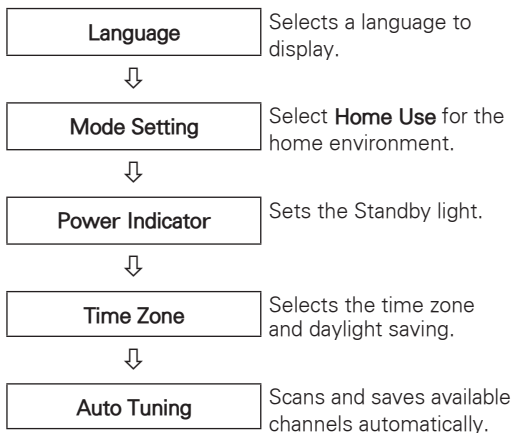 Language
Selects a language to
display.
Mode Setting
Select Home Use for the
home environment.
Power Indicator
Sets the Standby light.
Time Zone
Selects the time zone
and daylight saving.
Auto Tuning
Scans and saves available
channels automatically.